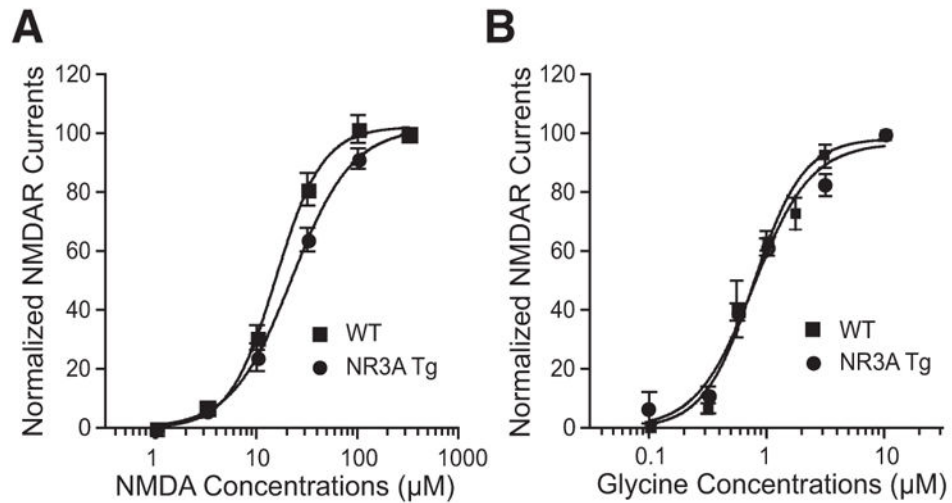 A
Normalized NMDAR Currents
120
100
80
60
40
20
0
WT
NR3A Tg
1
10
100
1000
NMDA Concentrations (µM)
B
Normalized NMDAR Currents
120
100
80
60
40
20
0
WT
NR3A Tg
0.1
1
10
Glycine Concentrations (µM)